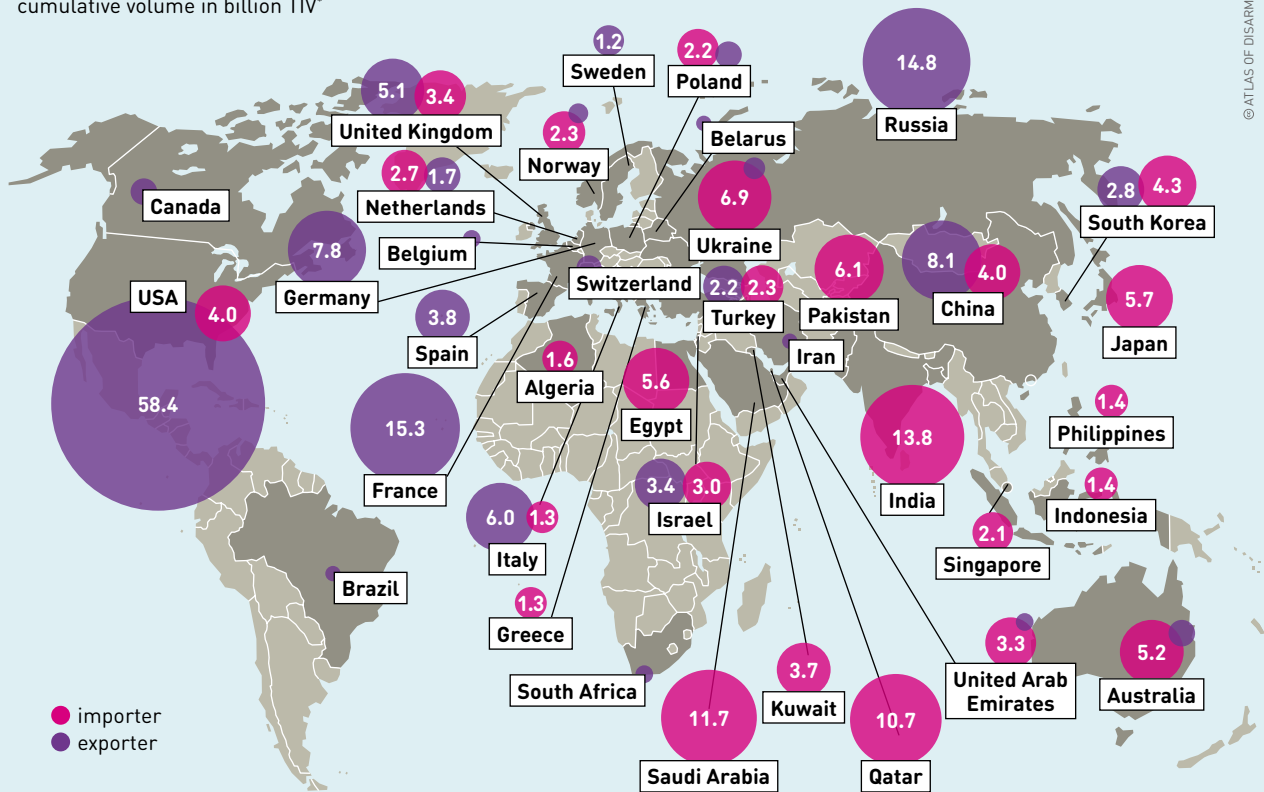 cumulative volume in billion TIV*
© ATLAS OF DISARM
1.2
Sweden
2.2
Poland
14.8
Russia
5.1
3.4
United Kingdom
2.3
Norway
Belarus
2.7
1.7
Netherlands
Canada
6.9
Ukraine
2.8
4.3
South Korea
7.8
Germany
Belgium
Switzerland
6.1
Pakistan
8.1
4.0
China
5.7
Japan
USA
4.0
58.4
3.8
Spain
2.2
2.3
Turkey
Iran
1.6
Algeria
5.6
Egypt
15.3
France
13.8
India
1.4
Philippines
3.4
3.0
Israel
1.4
Indonesia
6.0
1.3
Italy
2.1
Singapore
Brazil
1.3
Greece
3.3
United Arab
Emirates
5.2
Australia
South Africa
3.7
Kuwait
11.7
Saudi Arabia
10.7
Qatar
importer
exporter